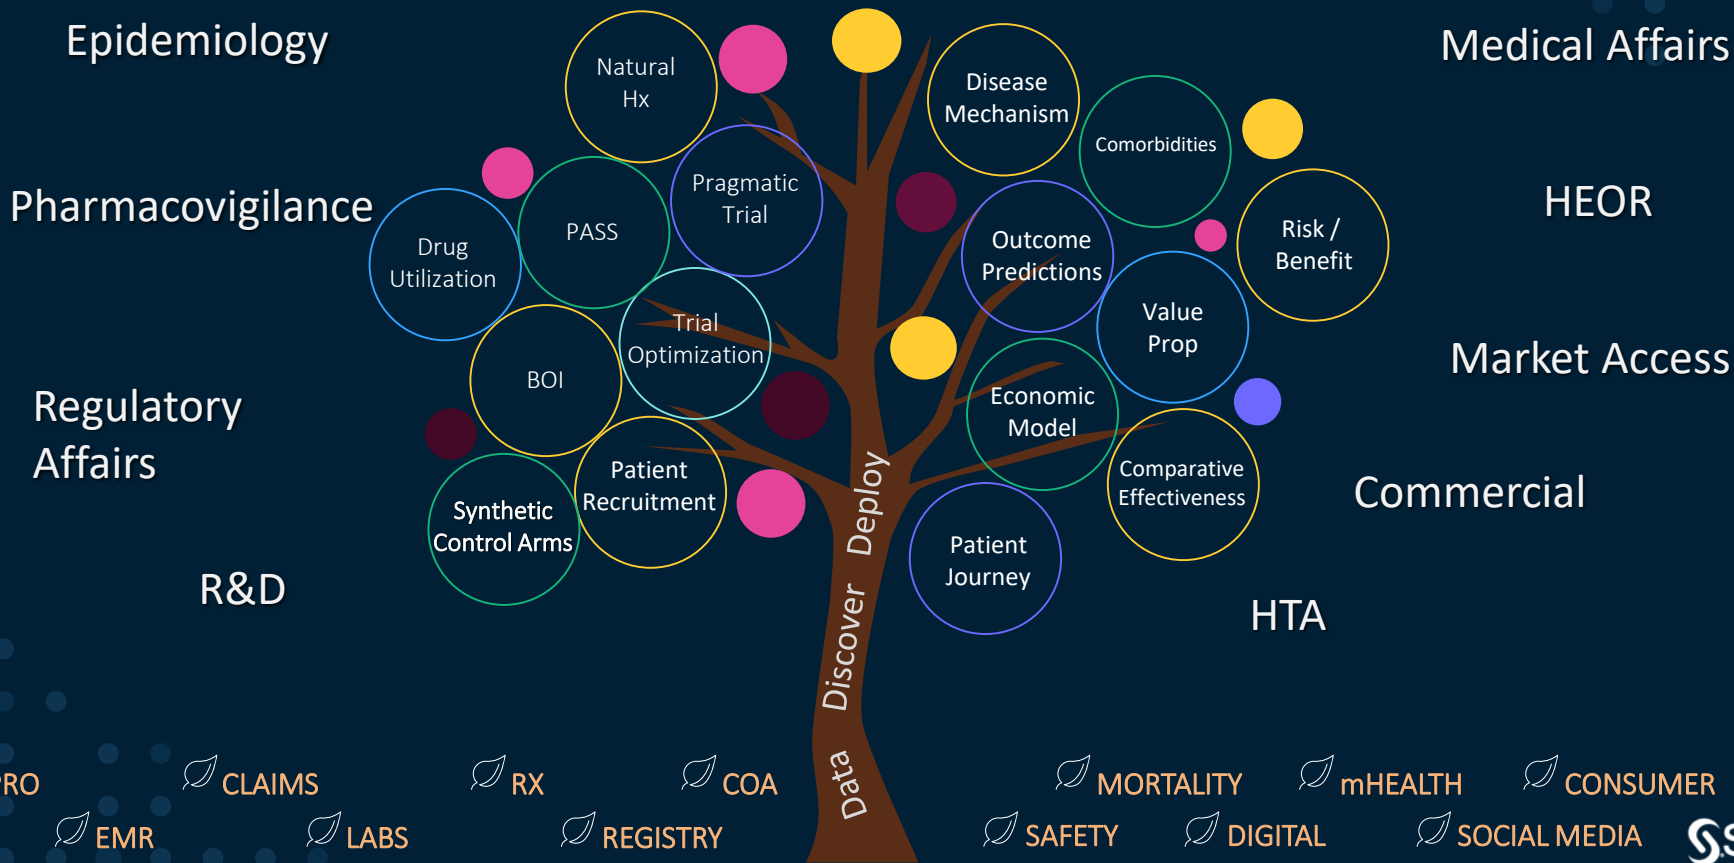 Epidemiology
Medical Affairs
Natural
Hx
Disease
Mechanism
Comorbidities
Pharmacovigilance
HEOR
Pragmatic
Trial
PASS
Drug
Utilization
Outcome
Predictions
Risk /
Benefit
Value
Prop
Trial
Optimization
BOI
Market Access
Regulatory
Affairs
Economic
Model
Patient
Recruitment
Comparative
Effectiveness
Commercial
Synthetic
Control Arms
Patient
Journey
R&D
HTA
Data Discover Deploy
RO
CLAIMS
RX
COA
MORTALITY
mHEALTH
CONSUMER
EMR
LABS
REGISTRY
SAFETY
DIGITAL
SOCIAL MEDIA